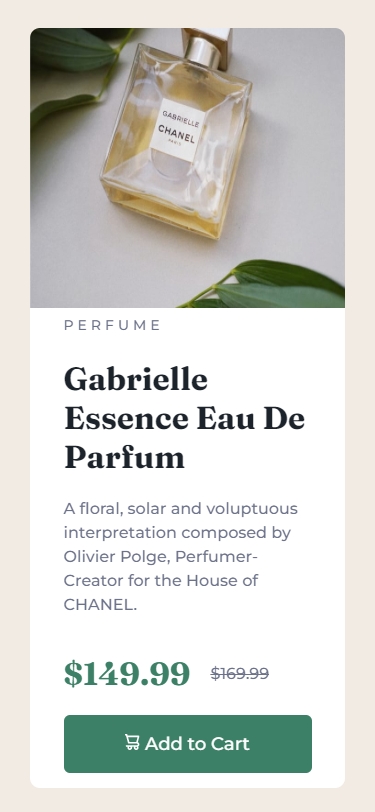 GABRIELLE
CHANEL
PARIS
PERFUME
Gabrielle
Essence Eau De
Parfum
A floral, solar and voluptuous
interpretation composed by
Olivier Polge, Perfumer-
Creator for the House of
CHANEL.
$149.99 $169.99
Add to Cart